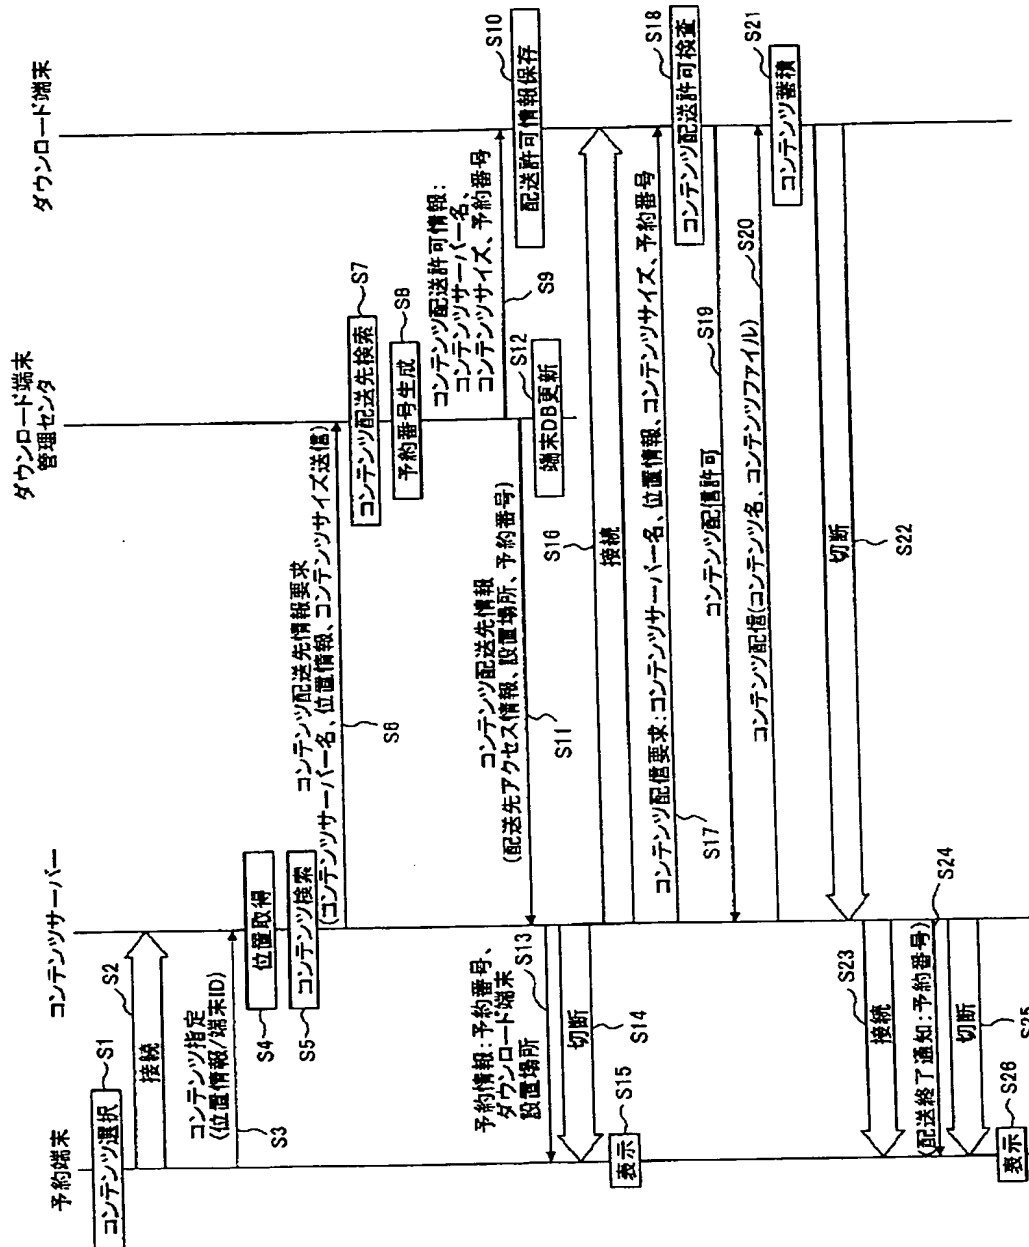 予約端末
コンテンツサーバー
ダウンロード端末
管理センタ
ダウンロード端末
コンテンツ選択
S1
接続
S2
コンテンツ指定
(位置情報/端末ID)
S3
位置取得
S4
コンテンツ検索
S5
コンテンツ配送先情報要求
(コンテンツサーバー名、位置情報、コンテンツサイズ送信)
S6
コンテンツ配送先検索
S7
予約番号生成
S8
コンテンツ配送許可情報:
コンテンツサーバー名、
コンテンツサイズ、予約番号
S9
配送許可情報保存
S10
コンテンツ配送先情報
(配送先アクセス情報、設置場所、予約番号)
S11
端末DB更新
S12
予約情報:予約番号、
ダウンロード端末
設置場所
S13
切断
S14
表示
S15
接続
S16
コンテンツ配信要求:コンテンツサーバー名、位置情報、コンテンツサイズ、予約番号
S17
コンテンツ配送許可検査
S18
コンテンツ配信許可
S19
コンテンツ配信(コンテンツ名、コンテンツファイル)
S20
コンテンツ蓄積
S21
切断
S22
接続
S23
(配送終了通知:予約番号)
S24
切断
S25
表示
S26